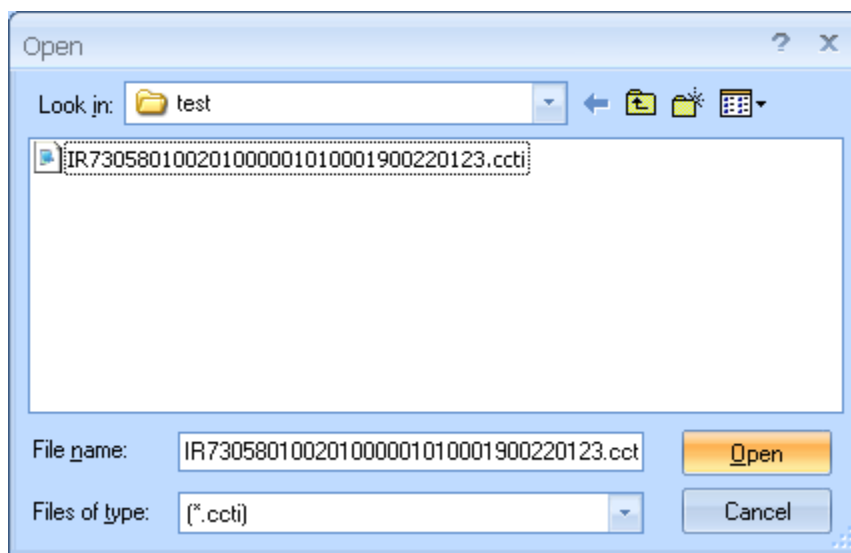 Open
Look in: test
IR730580100201000001010001900220123.ccti
File name: IR730580100201000001010001900220123.cct Open
Files of type: (*.ccti) Cancel